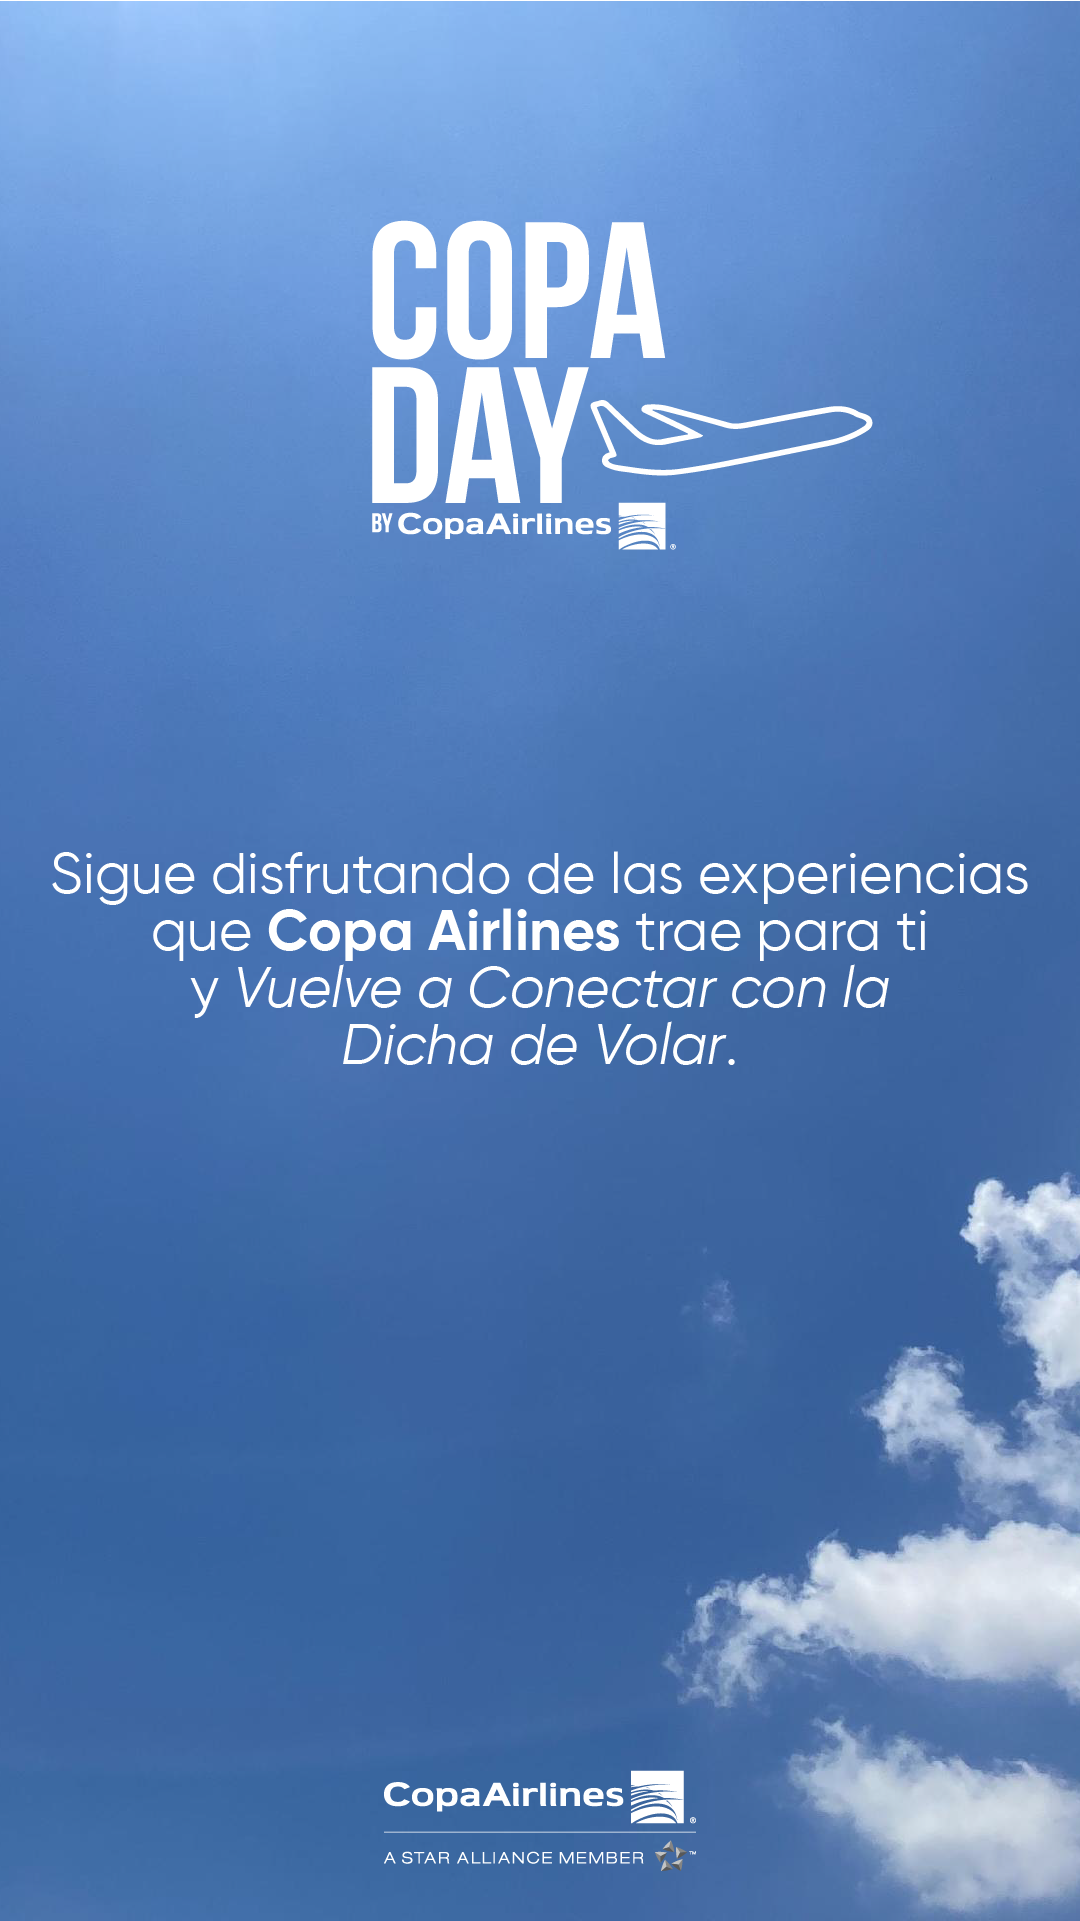 COPA
DAY
BY CopaAirlines ®
Sigue disfrutando de las experiencias
que Copa Airlines trae para ti
y Vuelve a Conectar con la
Dicha de Volar.
CopaAirlines ®
A STAR ALLIANCE MEMBER ™